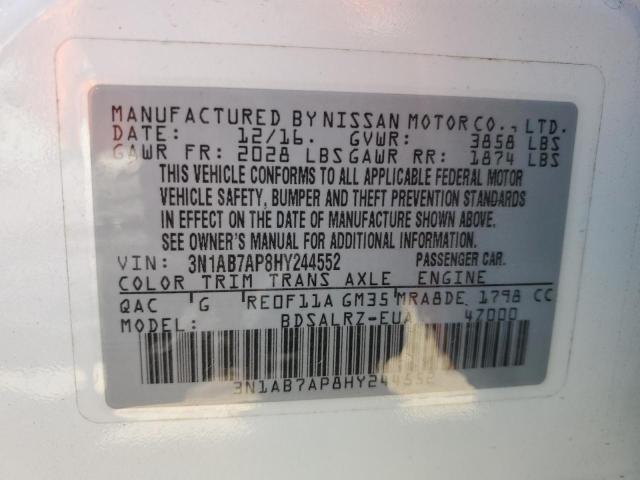 MANUFACTURED BY NISSAN MOTOR CO., LTD.
DATE: 12/16. GVWR: 3858 LBS
GAWR FR: 2028 LBS GAWR RR: 1874 LBS
THIS VEHICLE CONFORMS TO ALL APPLICABLE FEDERAL MOTOR
VEHICLE SAFETY, BUMPER AND THEFT PREVENTION STANDARDS
IN EFFECT ON THE DATE OF MANUFACTURE SHOWN ABOVE.
SEE OWNER'S MANUAL FOR ADDITIONAL INFORMATION
VIN: 3N1AB7AP8HY244552 PASSENGER CAR.
COLOR TRIM TRANS AXLE ENGINE
QAC G RE0F11A GM35 MRA8DE 1798 CC
MODEL: BDSALRZ-EUA 47000
3N1AB7AP8HY244552